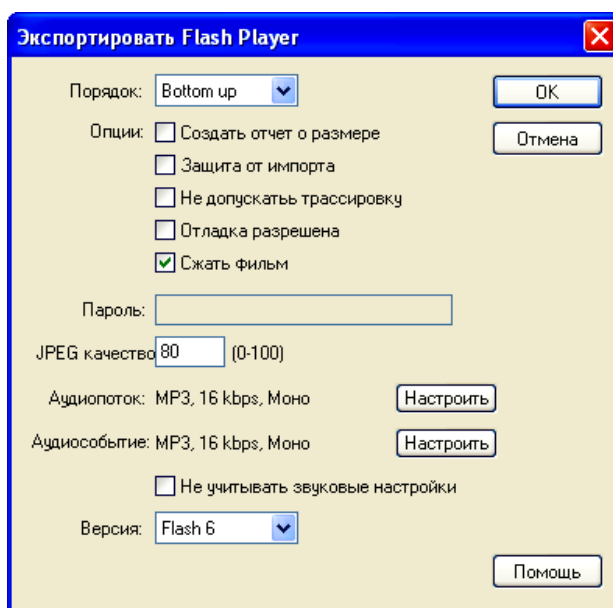 Экспортировать Flash Player
Порядок: Bottom up OK
Опции: Создать отчет о размере Отмена
Защита от импорта
Не допускатьь трассировку
Отладка разрешена
Сжать фильм
Пароль:
JPEG качество 80 (0-100)
Аудиопоток: MP3, 16 kbps, Моно Настроить
Аудиособытие: MP3, 16 kbps, Моно Настроить
Не учитывать звуковые настройки
Версия: Flash 6
Помощь